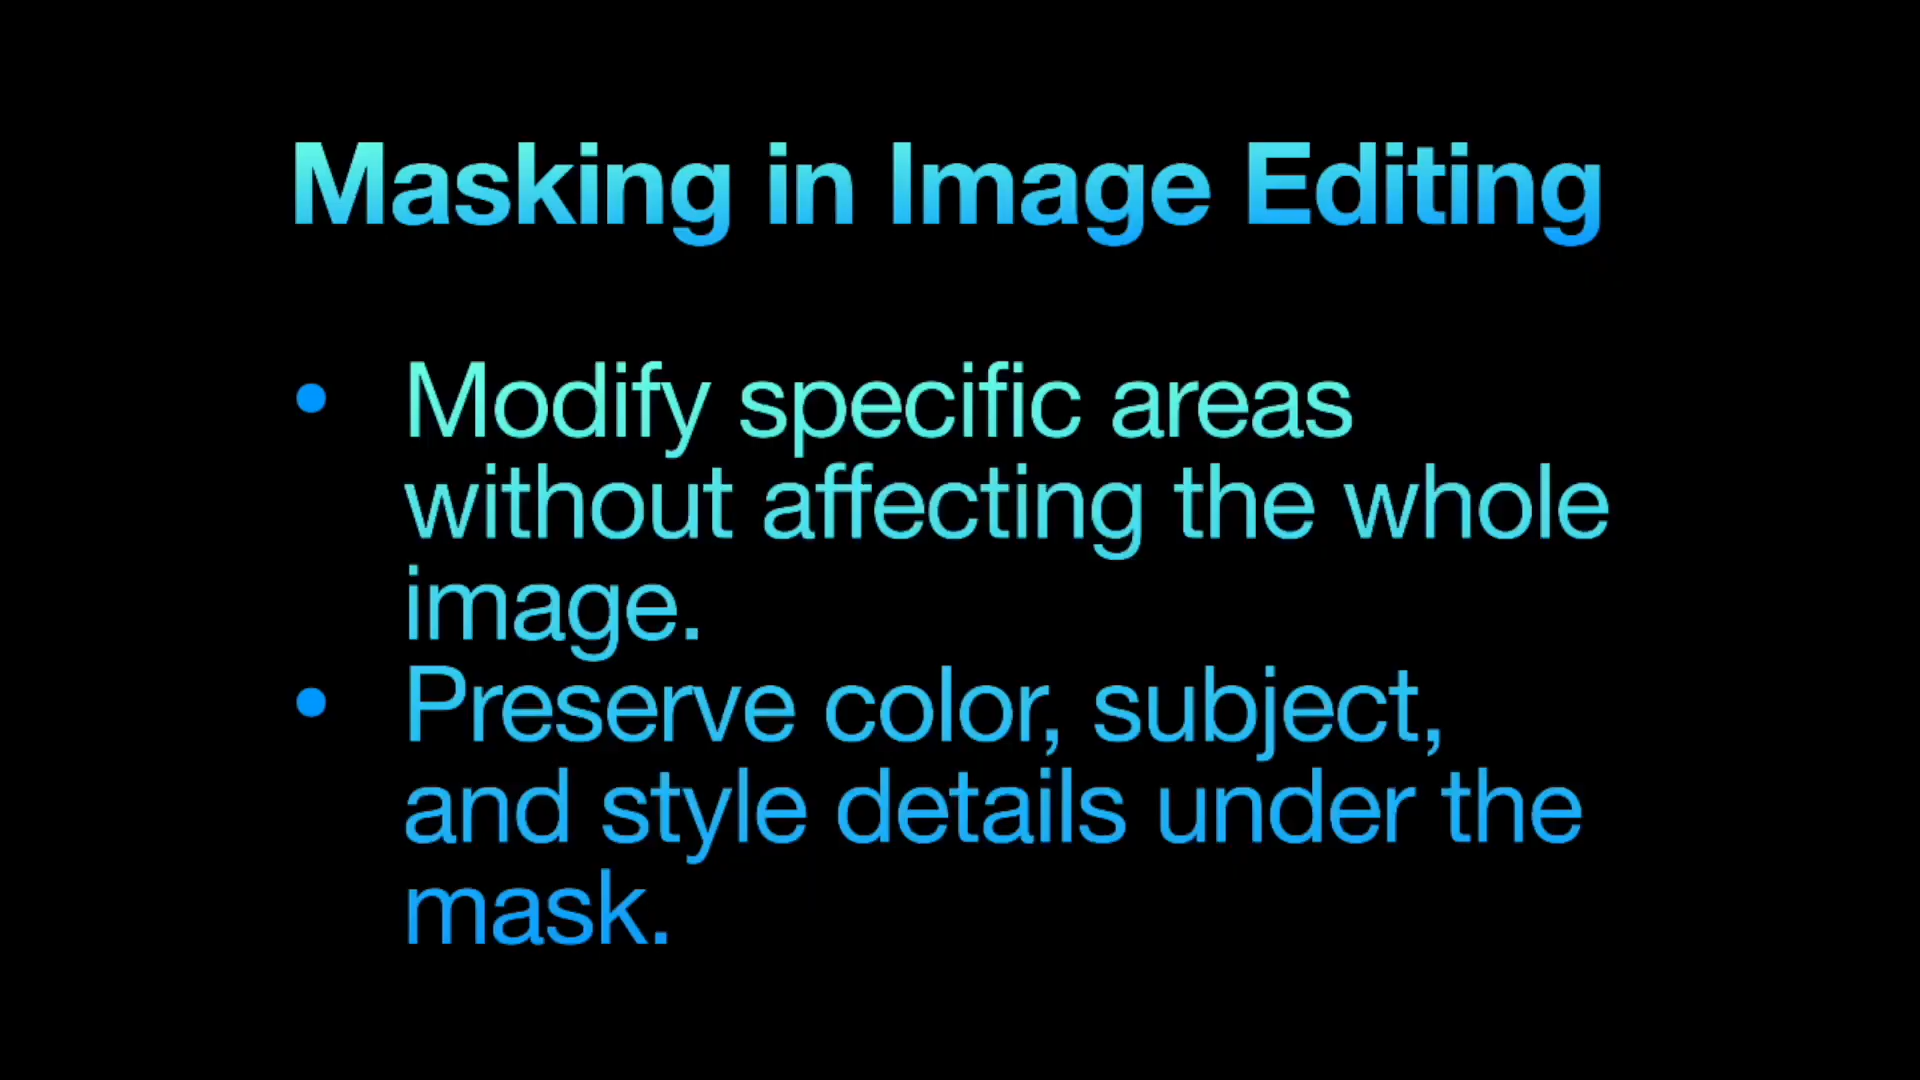 Masking in Image Editing
• Modify specific areas
without affecting the whole
image.
• Preserve color, subject,
and style details under the
mask.